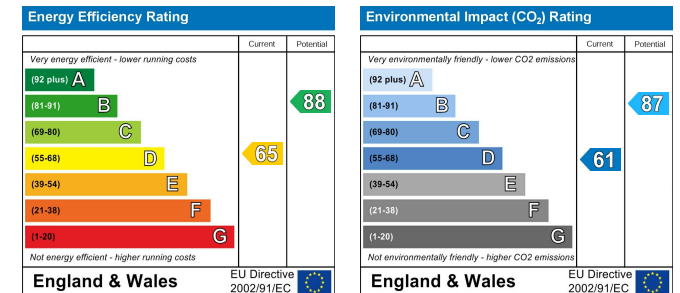 Energy Efficiency Rating
Current Potential
Very energy efficient - lower running costs
(92 plus) A
(81-91) B
(69-80) C
(55-68) D
(39-54) E
(21-38) F
(1-20) G
65
88
Not energy efficient - higher running costs
England & Wales
EU Directive
2002/91/EC
Environmental Impact (CO₂) Rating
Current Potential
Very environmentally friendly - lower CO2 emissions
(92 plus) A
(81-91) B
(69-80) C
(55-68) D
(39-54) E
(21-38) F
(1-20) G
61
87
Not environmentally friendly - higher CO2 emissions
England & Wales
EU Directive
2002/91/EC